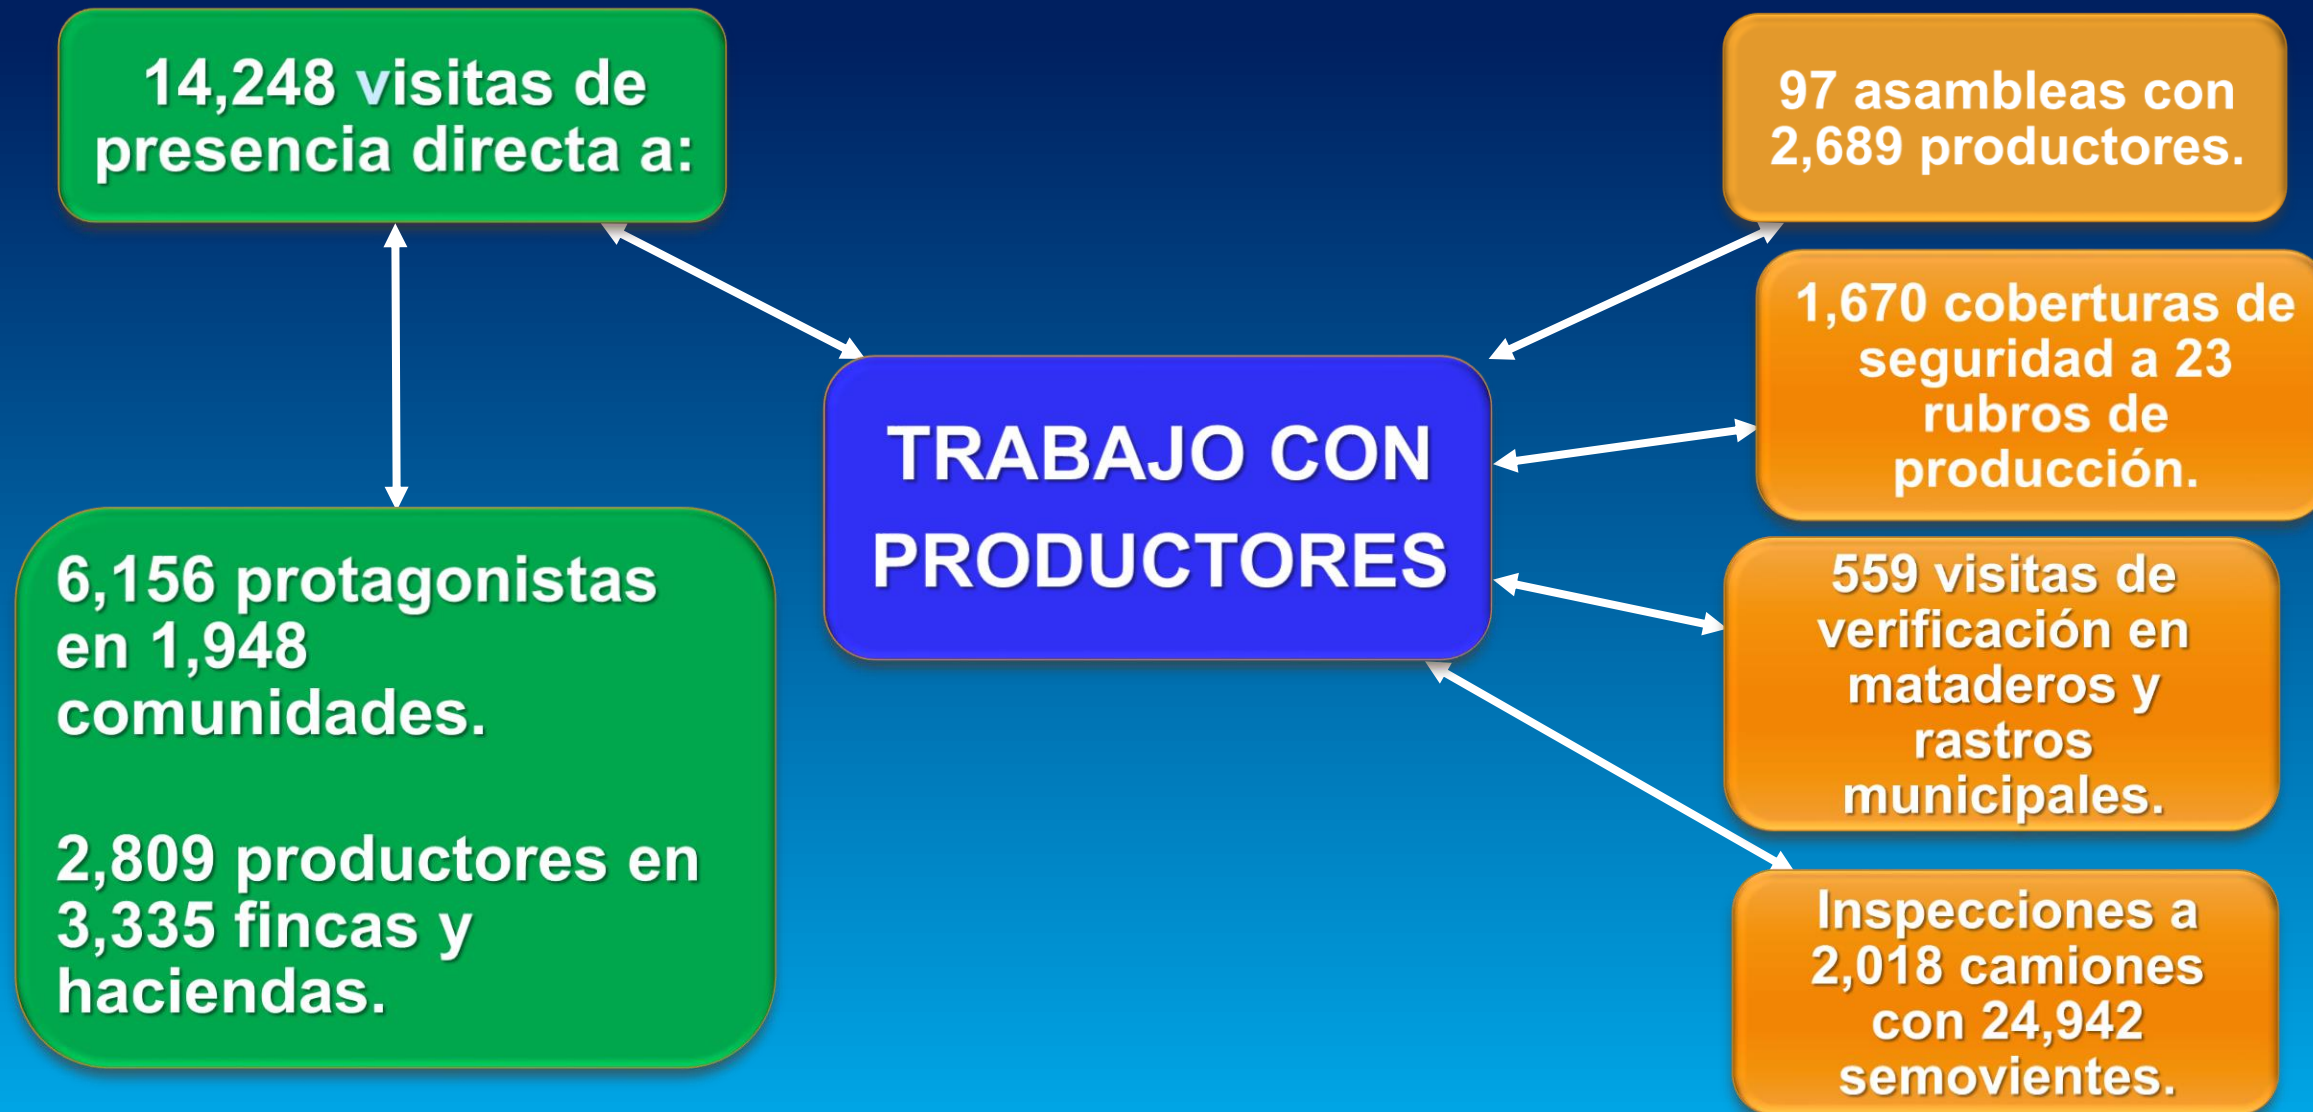 14,248 visitas de
presencia directa a:
6,156 protagonistas
en 1,948
comunidades.
2,809 productores en
3,335 fincas y
haciendas.
TRABAJO CON
PRODUCTORES
97 asambleas con
2,689 productores.
1,670 coberturas de
seguridad a 23
rubros de
producción.
559 visitas de
verificación en
mataderos y
rastros
municipales.
Inspecciones a
2,018 camiones
con 24,942
semovientes.